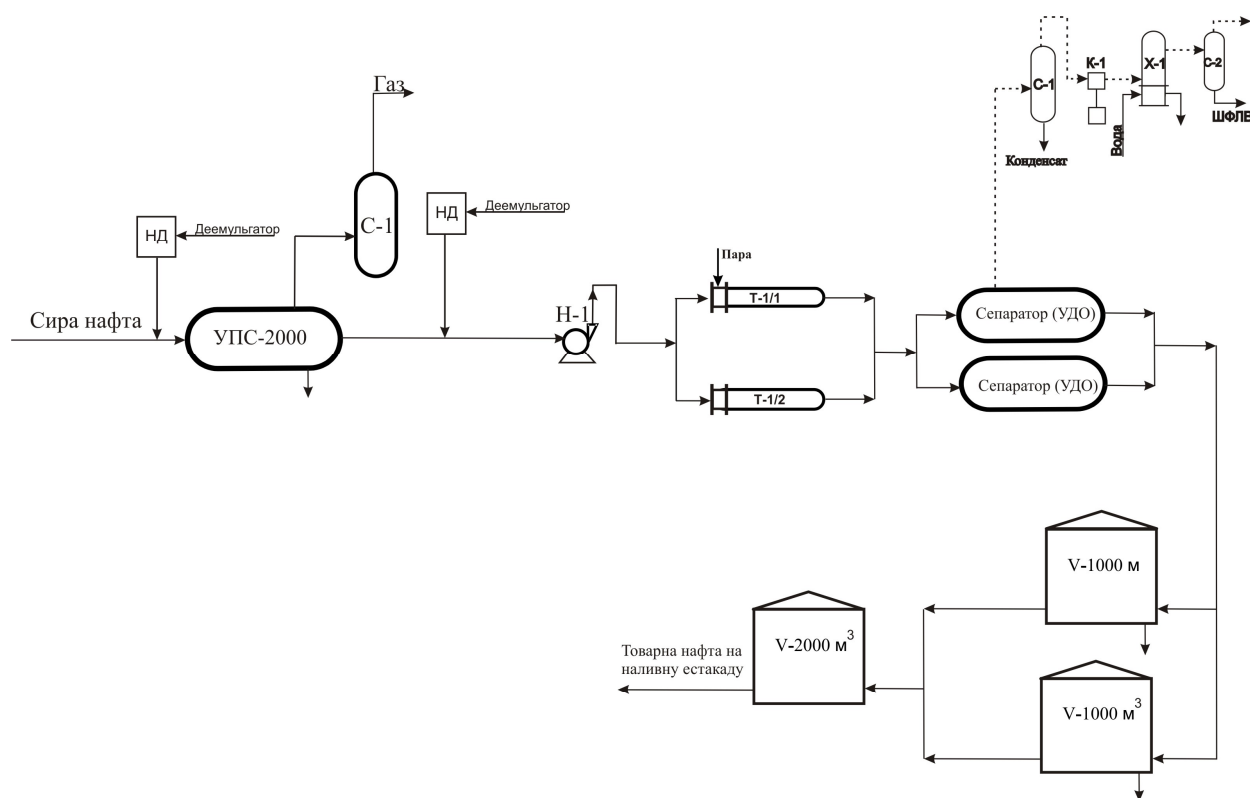 Газ
С-1
К-1
Х-1
С-2
ШФЛВ
Вода
Конденсат
НД
Деемульгатор
С-1
НД
Деемульгатор
Пара
Сира нафта
УПС-2000
Н-1
Т-1/1
Сепаратор (УДО)
Т-1/2
Сепаратор (УДО)
V-1000 м
Товарна нафта на
наливну естакаду
V-2000 м³
V-1000 м³